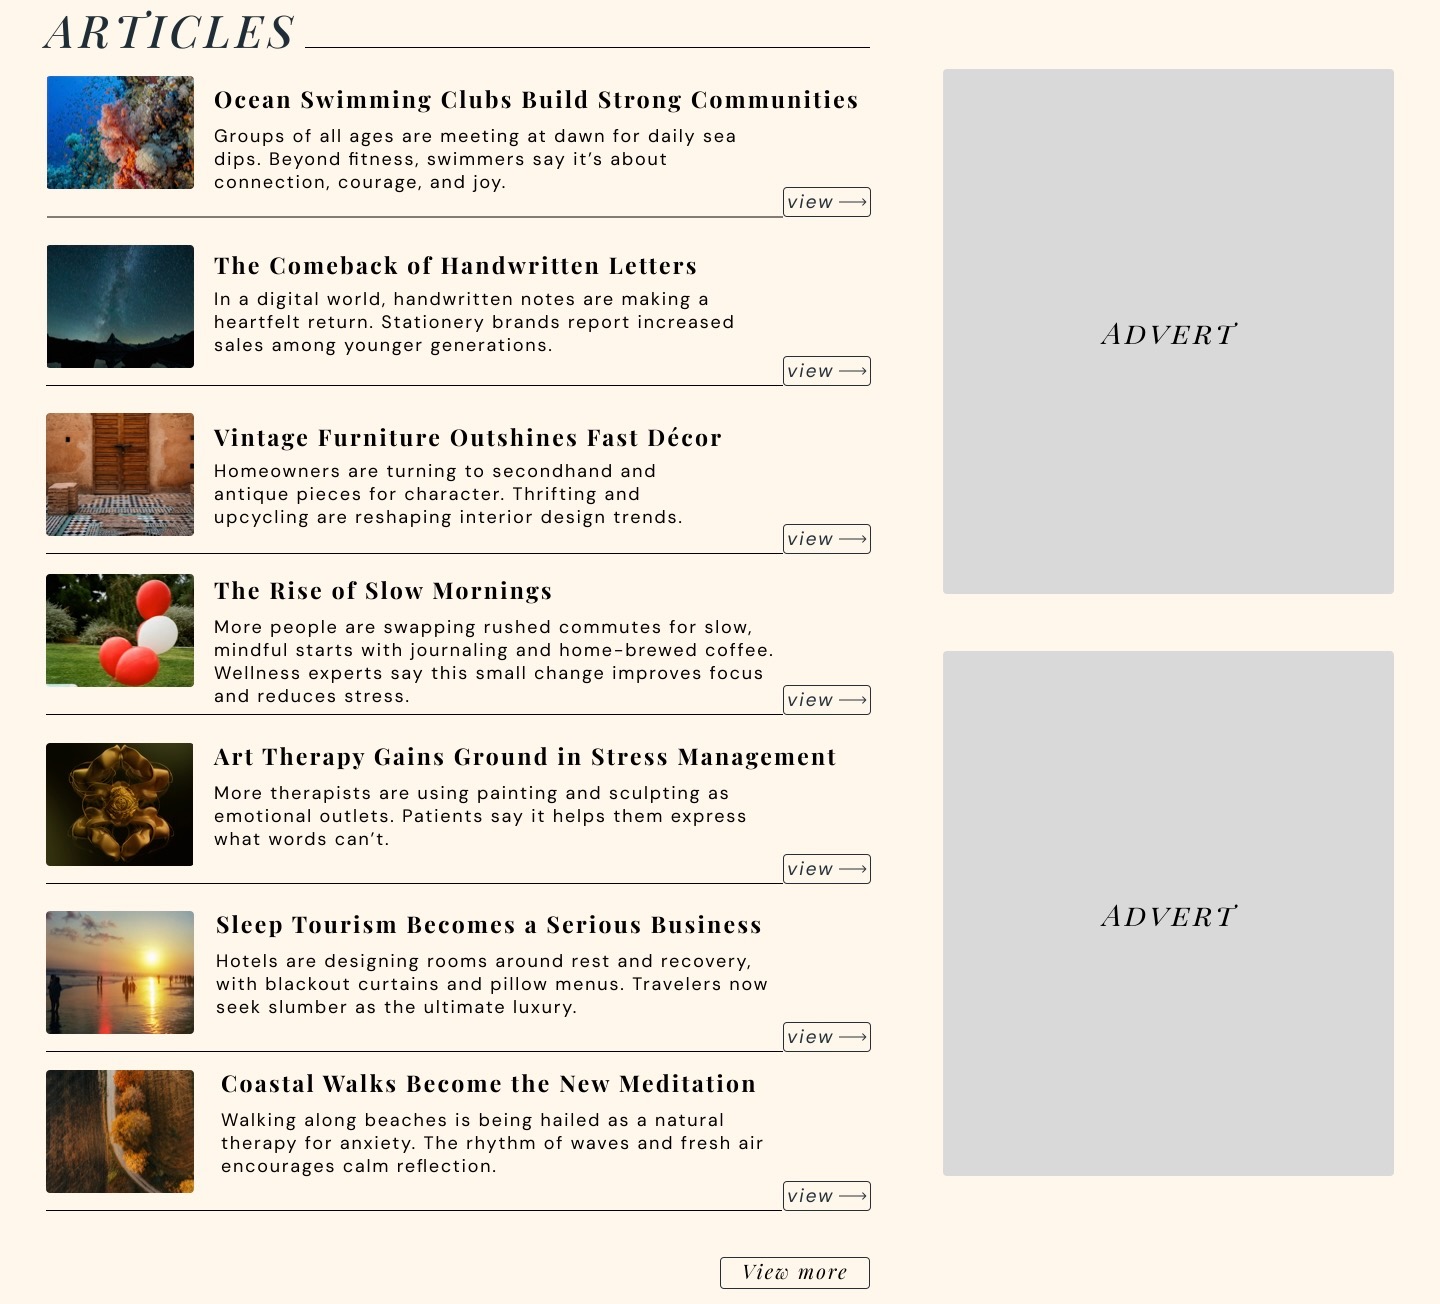 ARTICLES
Ocean Swimming Clubs Build Strong Communities
Groups of all ages are meeting at dawn for daily sea
dips. Beyond fitness, swimmers say it’s about
connection, courage, and joy.
view
The Comeback of Handwritten Letters
In a digital world, handwritten notes are making a
heartfelt return. Stationery brands report increased
sales among younger generations.
view
Vintage Furniture Outshines Fast Décor
Homeowners are turning to secondhand and
antique pieces for character. Thrifting and
upcycling are reshaping interior design trends.
view
The Rise of Slow Mornings
More people are swapping rushed commutes for slow,
mindful starts with journaling and home-brewed coffee.
Wellness experts say this small change improves focus
and reduces stress.
view
Art Therapy Gains Ground in Stress Management
More therapists are using painting and sculpting as
emotional outlets. Patients say it helps them express
what words can’t.
view
Sleep Tourism Becomes a Serious Business
Hotels are designing rooms around rest and recovery,
with blackout curtains and pillow menus. Travelers now
seek slumber as the ultimate luxury.
view
Coastal Walks Become the New Meditation
Walking along beaches is being hailed as a natural
therapy for anxiety. The rhythm of waves and fresh air
encourages calm reflection.
view
View more
ADVERT
ADVERT